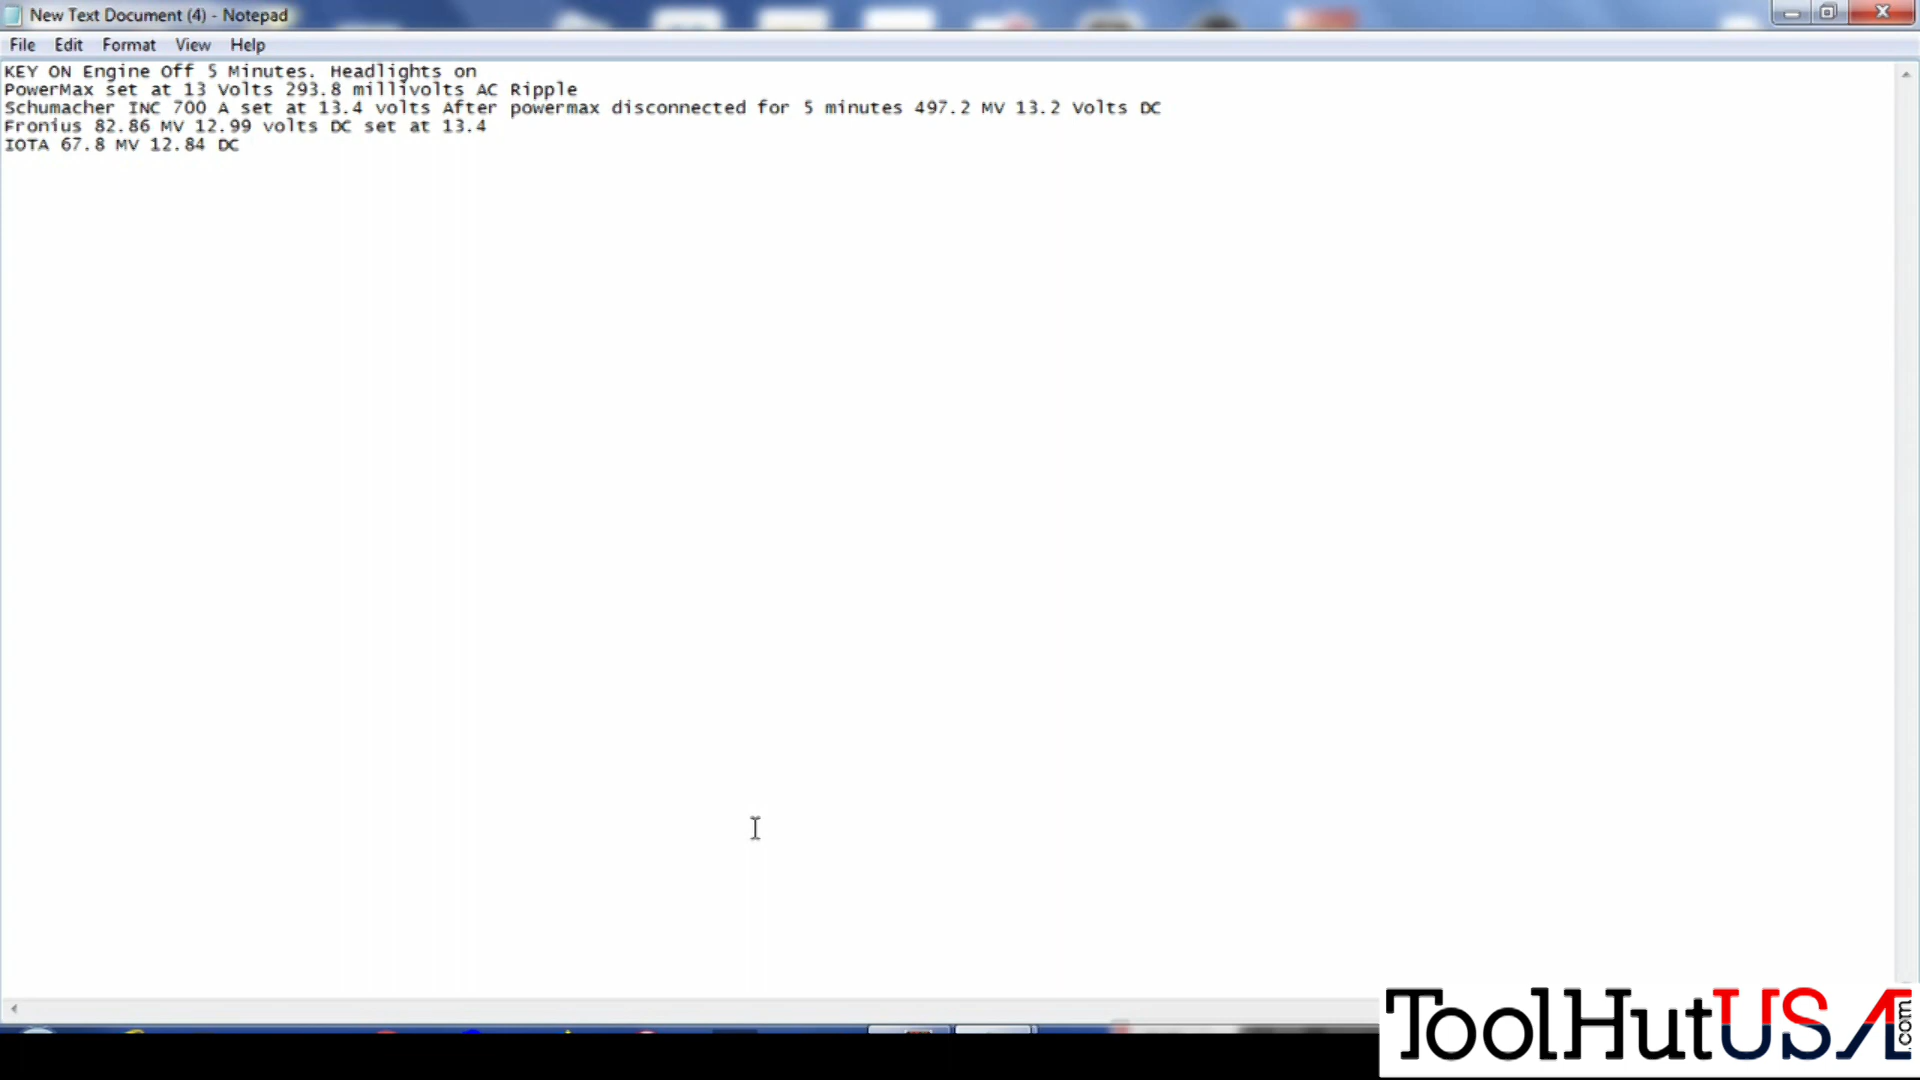 New Text Document (4) - Notepad
File Edit Format View Help
KEY ON Engine Off 5 Minutes. Headlights on
PowerMax set at 13 Volts 293.8 millivolts AC Ripple
Schumacher INC 700 A set at 13.4 volts After powermax disconnected for 5 minutes 497.2 MV 13.2 Volts DC
Fronius 82.86 MV 12.99 volts DC set at 13.4
IOTA 67.8 MV 12.84 DC
ToolHutUSA.com